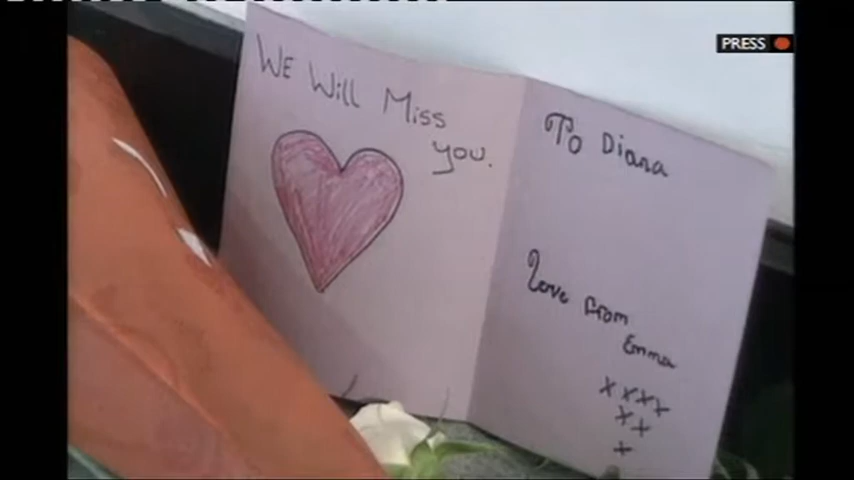 PRESS
WE Will Miss
you.
To Diana
Love from
Emma
xxxx
xx
x